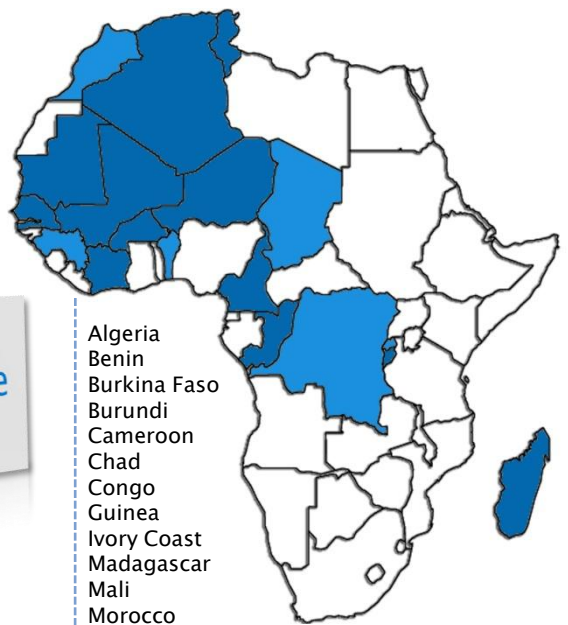 e
Algeria
Benin
Burkina Faso
Burundi
Cameroon
Chad
Congo
Guinea
Ivory Coast
Madagascar
Mali
Morocco